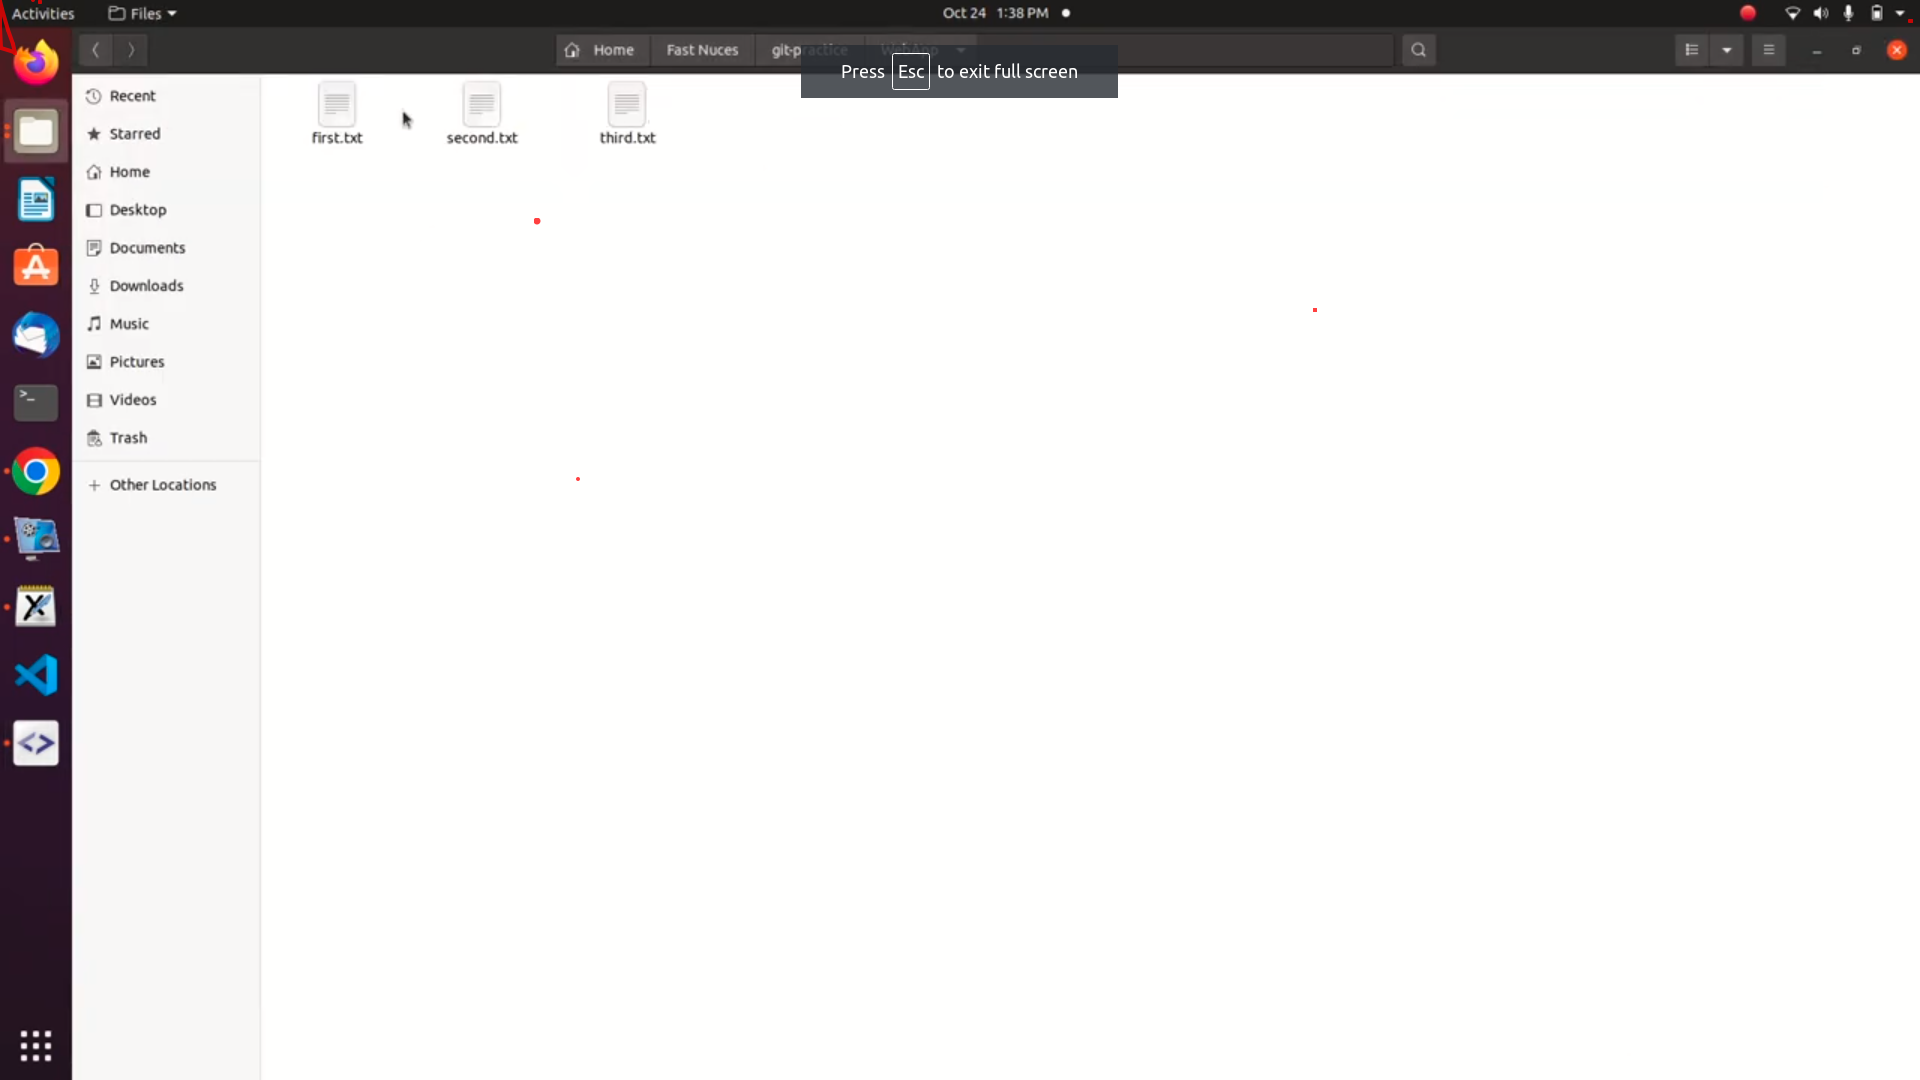 Activities Files Oct 24 1:38 PM
Home Fast Nuces git-practice WebApp
Press Esc to exit full screen
Recent
Starred
Home
Desktop
Documents
Downloads
Music
Pictures
Videos
Trash
Other Locations
first.txt second.txt third.txt